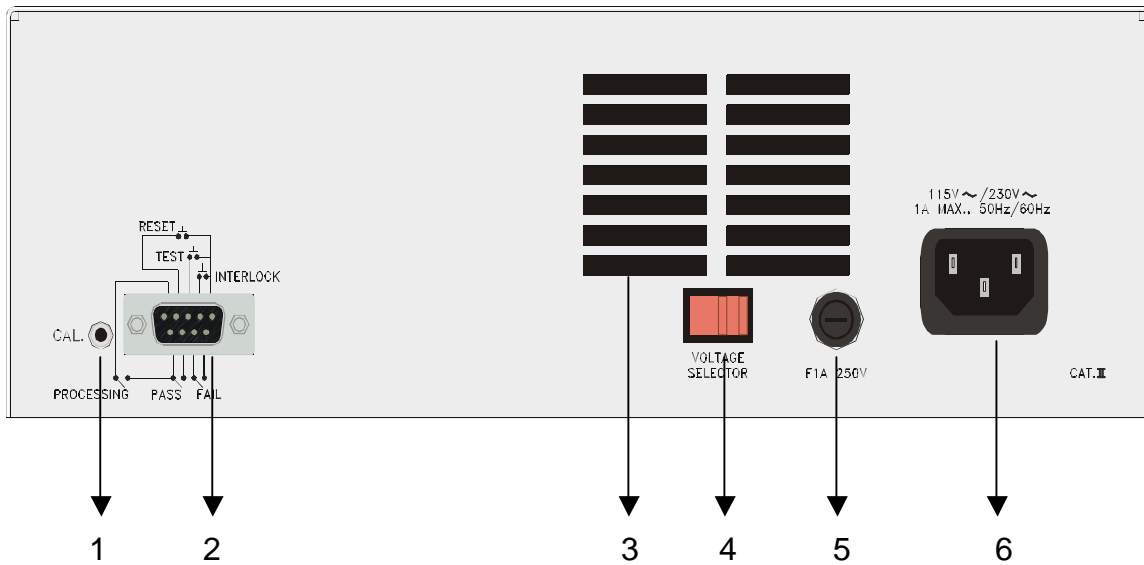 115V～/230V～
1A MAX., 50Hz/60Hz
RESET
TEST
INTERLOCK
CAL.
PROCESSING PASS FAIL
VOLTAGE
SELECTOR
F1A 250V
CAT.II
1 2 3 4 5 6